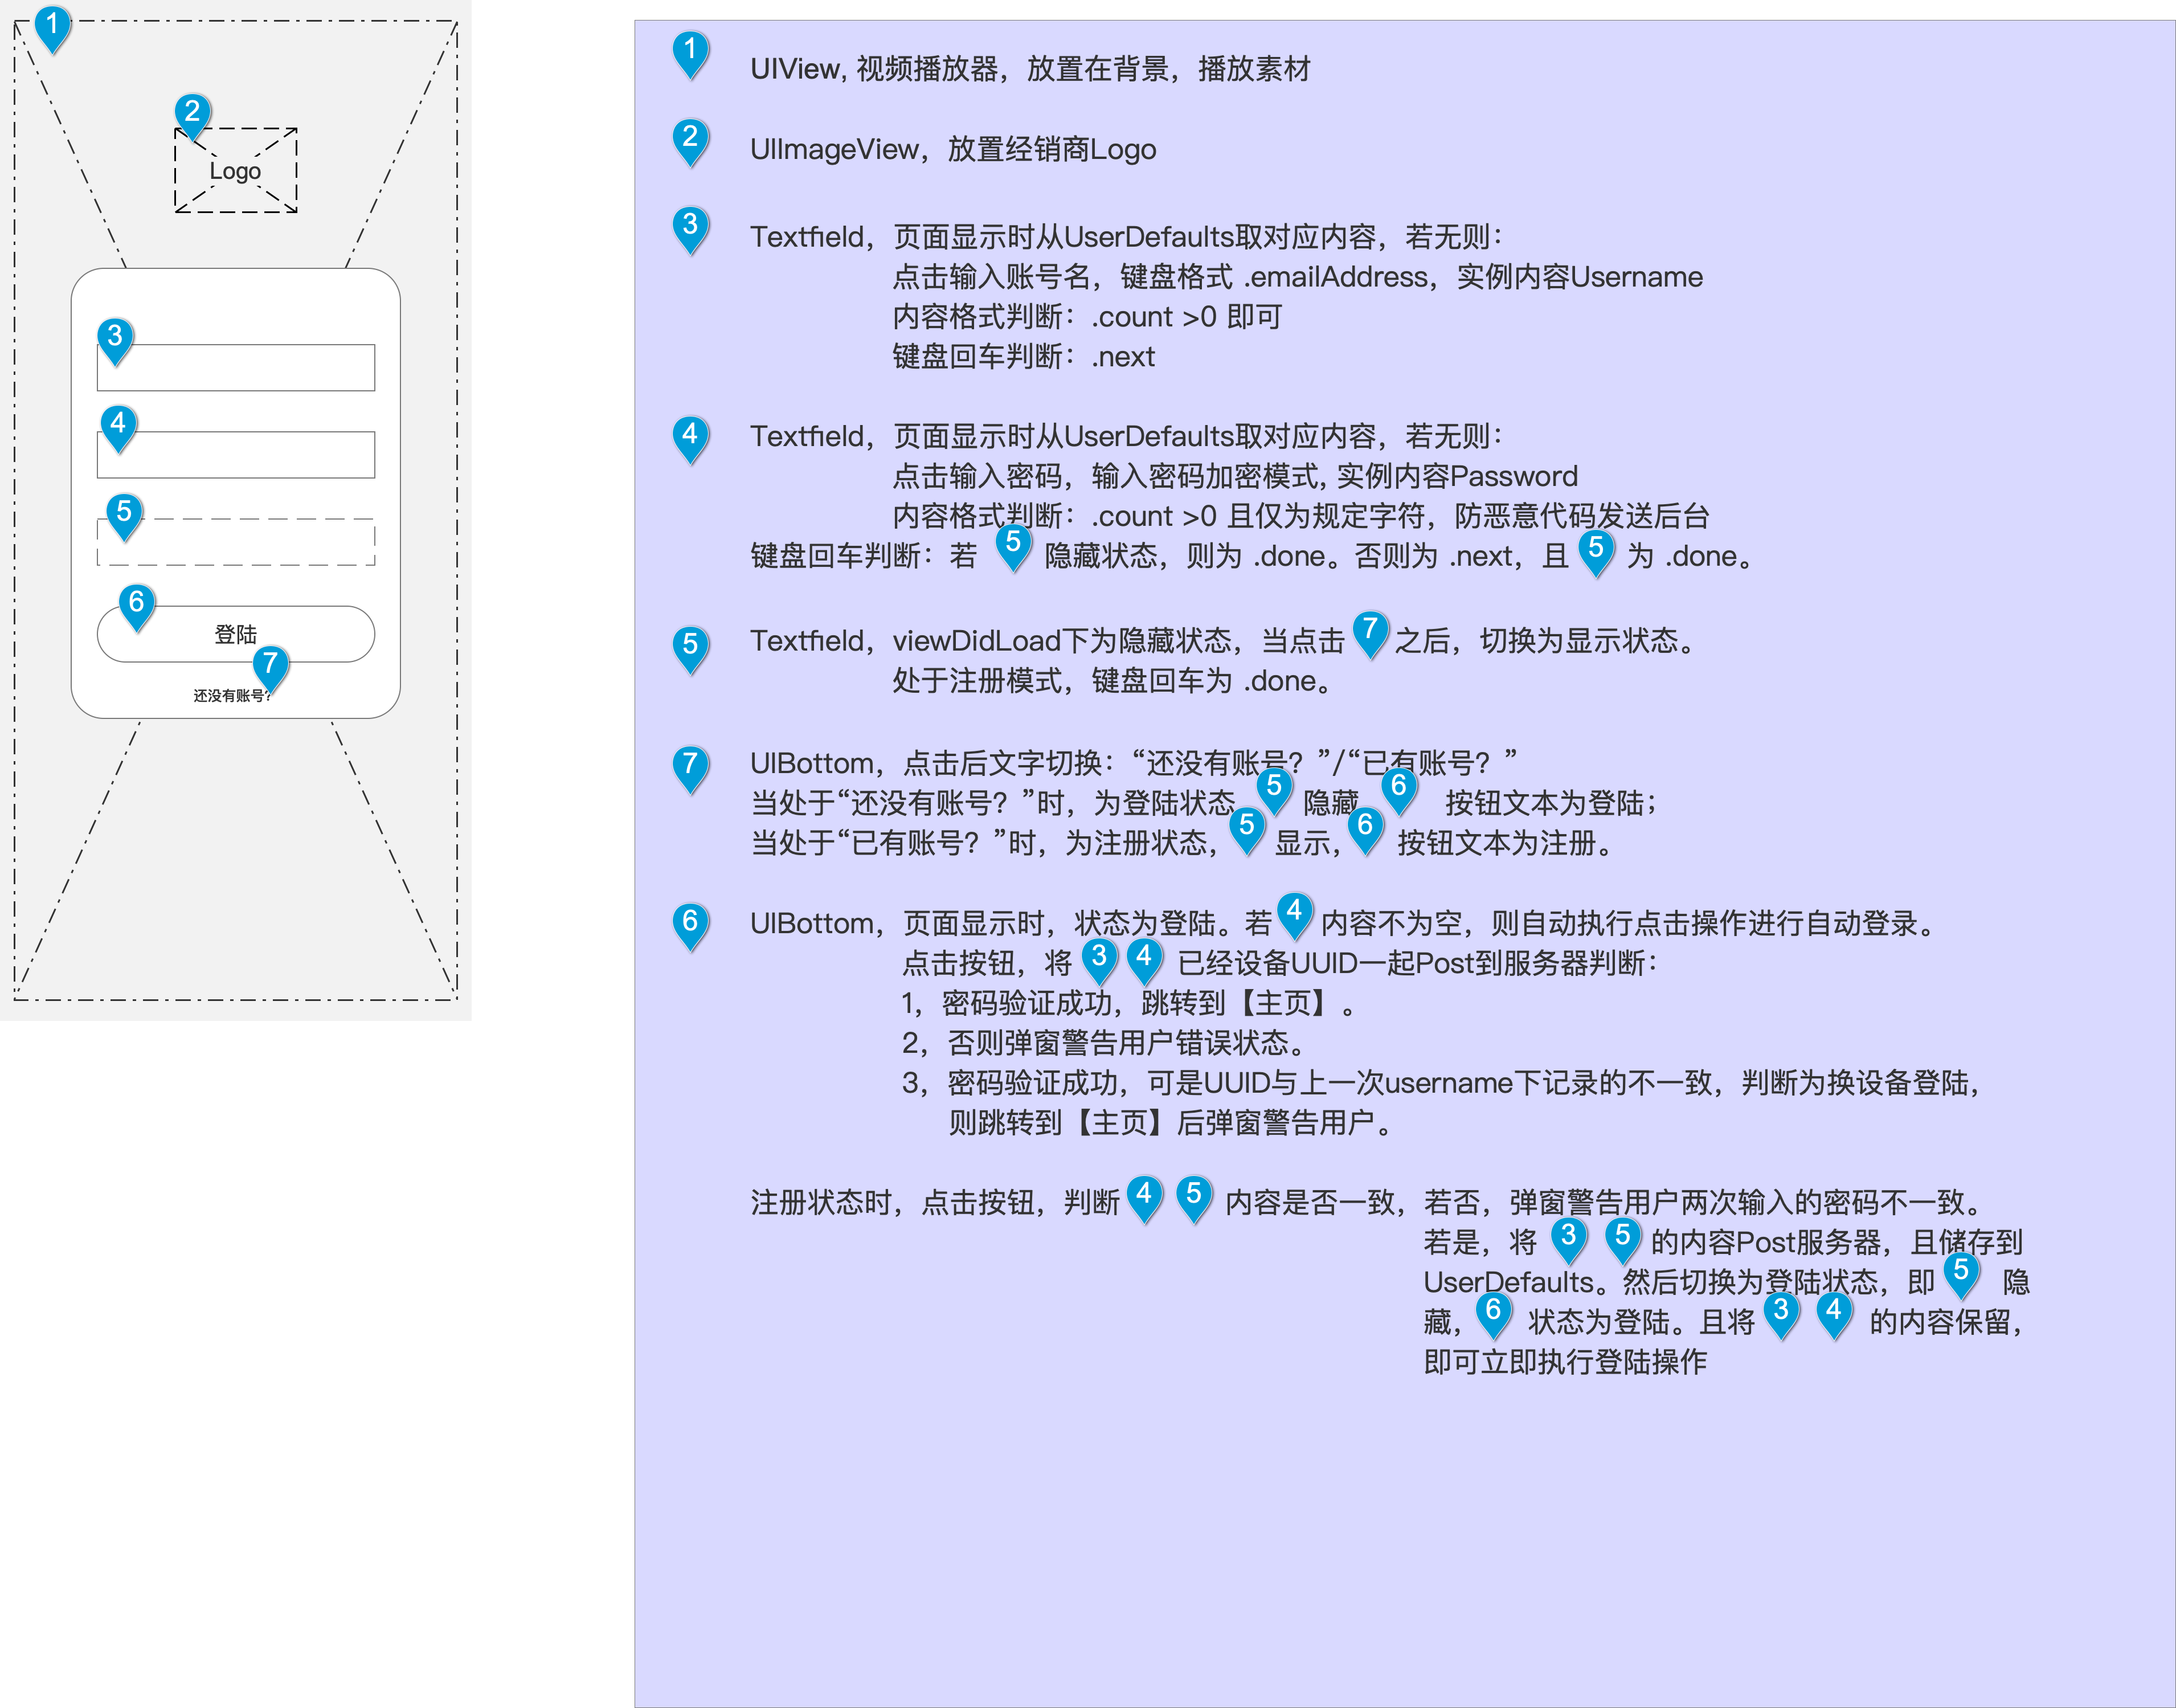 1
2
Logo
3
4
5
6
登陆
7
还没有账号?
1
UIView, 视频播放器，放置在背景，播放素材
2
UIImageView，放置经销商Logo
3
Textfield，页面显示时从UserDefaults取对应内容，若无则：
点击输入账号名，键盘格式 .emailAddress，实例内容Username
内容格式判断：.count >0 即可
键盘回车判断：.next
4
Textfield，页面显示时从UserDefaults取对应内容，若无则：
点击输入密码，输入密码加密模式, 实例内容Password
内容格式判断：.count >0 且仅为规定字符，防恶意代码发送后台
键盘回车判断：若 5 隐藏状态，则为 .done。否则为 .next，且 5 为 .done。
5
Textfield，viewDidLoad下为隐藏状态，当点击 7 之后，切换为显示状态。
处于注册模式，键盘回车为 .done。
7
UIBottom，点击后文字切换：“还没有账号？”/“已有账号？”
当处于“还没有账号？”时，为登陆状态 5 隐藏 6 按钮文本为登陆；
当处于“已有账号？”时，为注册状态，5 显示，6 按钮文本为注册。
6
UIBottom，页面显示时，状态为登陆。若 4 内容不为空，则自动执行点击操作进行自动登录。
点击按钮，将 3 4 已经设备UUID一起Post到服务器判断：
1，密码验证成功，跳转到【主页】。
2，否则弹窗警告用户错误状态。
3，密码验证成功，可是UUID与上一次username下记录的不一致，判断为换设备登陆，
则跳转到【主页】后弹窗警告用户。
注册状态时，点击按钮，判断 4 5 内容是否一致，若否，弹窗警告用户两次输入的密码不一致。
若是，将 3 5 的内容Post服务器，且储存到
UserDefaults。然后切换为登陆状态，即 5 隐
藏，6 状态为登陆。且将 3 4 的内容保留，
即可立即执行登陆操作